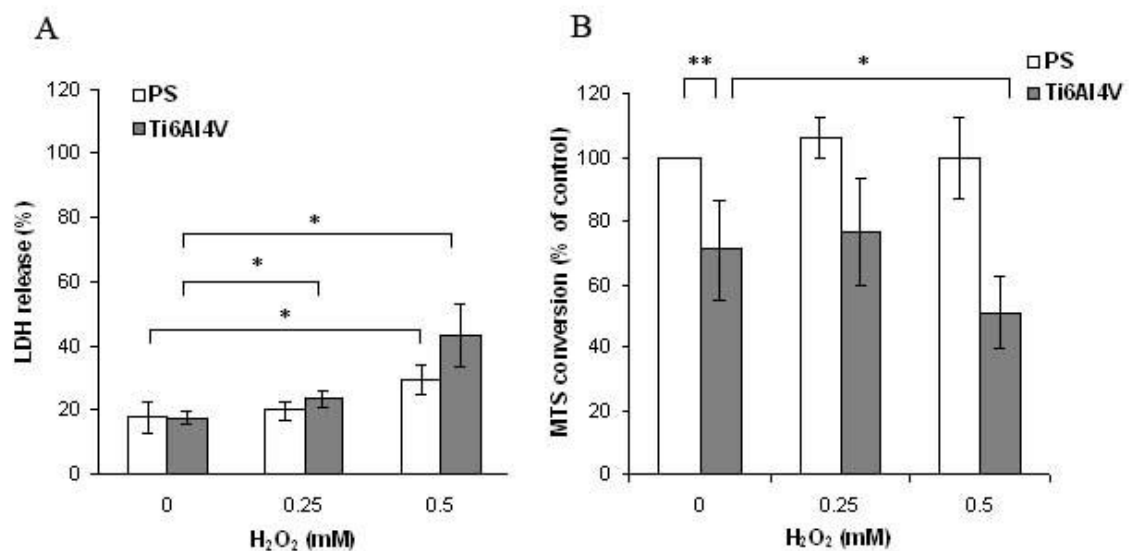 A
PS
Ti6Al4V
LDH release (%)
120
100
80
60
40
20
0
*
*
*
0 0.25 0.5
H₂O₂ (mM)
B
PS
Ti6Al4V
MTS conversion (% of control)
120
100
80
60
40
20
0
**
*
0 0.25 0.5
H₂O₂ (mM)